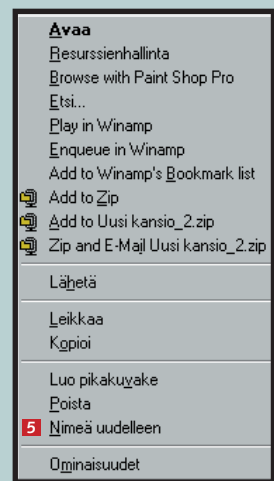 Avaa
Resurssienhallinta
Browse with Paint Shop Pro
Etsi...
Play in Winamp
Enqueue in Winamp
Add to Winamp's Bookmark list
Add to Zip
Add to Uusi kansio_2.zip
Zip and E-Mail Uusi kansio_2.zip
Lähetä
Leikkaa
Kopioi
Luo pikakuvake
Poista
5 Nimeä uudelleen
Ominaisuudet